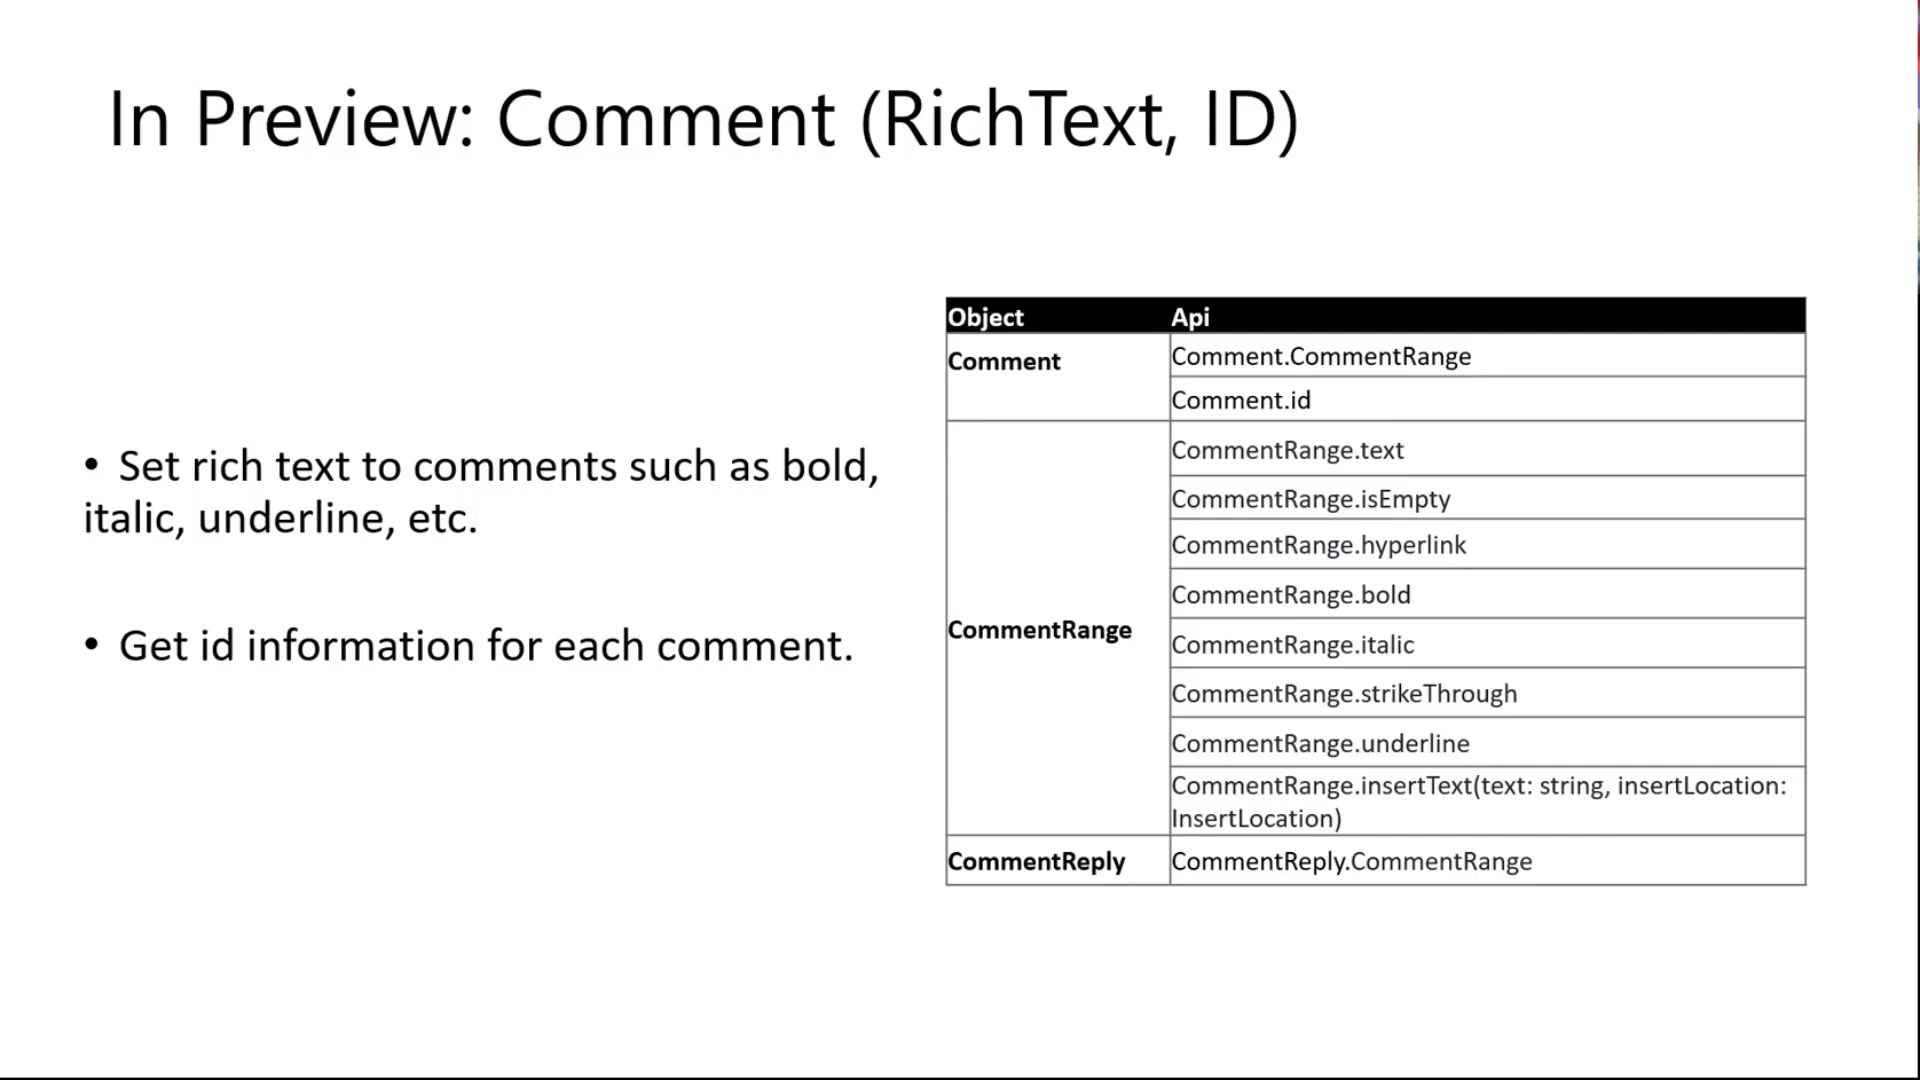 In Preview: Comment (RichText, ID)
• Set rich text to comments such as bold,
italic, underline, etc.
• Get id information for each comment.
Object Api
Comment Comment.CommentRange
Comment.id
CommentRange CommentRange.text
CommentRange.isEmpty
CommentRange.hyperlink
CommentRange.bold
CommentRange.italic
CommentRange.strikeThrough
CommentRange.underline
CommentRange.insertText(text: string, insertLocation:
InsertLocation)
CommentReply CommentReply.CommentRange